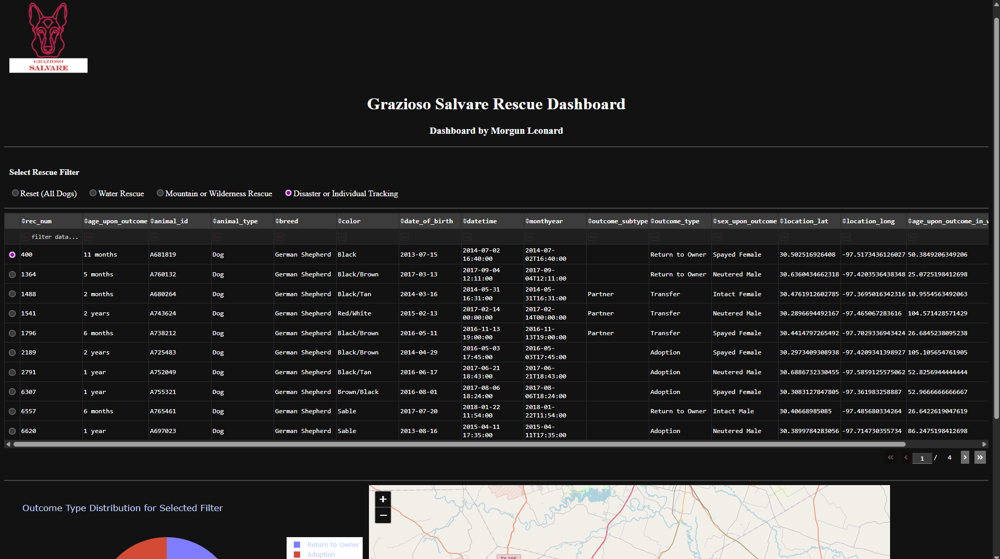 GRAZIOSO
SALVARE
Grazioso Salvare Rescue Dashboard
Dashboard by Morgun Leonard
Select Rescue Filter
Reset (All Dogs) Water Rescue Mountain or Wilderness Rescue Disaster or Individual Tracking
rec_num age_upon_outcome animal_id animal_type breed color date_of_birth datetime monthyear outcome_subtype outcome_type sex_upon_outcome location_lat location_long age_upon_outcome_in_w
Aa filter data... Aa Aa Aa Aa Aa Aa Aa Aa Aa Aa Aa Aa Aa Aa
400 11 months A681819 Dog German Shepherd Black 2013-07-15 2014-07-02 16:40:00 2014-07-02T16:40:00 Return to Owner Spayed Female 30.502516926408 -97.5173436126027 50.3849206349206
1364 5 months A760132 Dog German Shepherd Black/Brown 2017-03-13 2017-09-04 12:11:00 2017-09-04T12:11:00 Return to Owner Neutered Male 30.6360434662318 -97.4203536438348 25.0725198412698
1488 2 months A680264 Dog German Shepherd Black/Tan 2014-03-16 2014-05-31 16:31:00 2014-05-31T16:31:00 Partner Transfer Intact Female 30.4761912602785 -97.3695016342316 10.9554563492063
1541 2 years A743624 Dog German Shepherd Red/White 2015-02-13 2017-02-14 00:00:00 2017-02-14T00:00:00 Partner Transfer Neutered Male 30.2896694492167 -97.465067283616 104.571428571429
1796 6 months A738212 Dog German Shepherd Black/Brown 2016-05-11 2016-11-13 19:00:00 2016-11-13T19:00:00 Partner Transfer Spayed Female 30.4414797265492 -97.7029336943424 26.6845238095238
2189 2 years A725483 Dog German Shepherd Black/Brown 2014-04-29 2016-05-03 17:45:00 2016-05-03T17:45:00 Adoption Spayed Female 30.2973409308938 -97.4209341398927 105.105654761905
2791 1 year A752049 Dog German Shepherd Black/Tan 2016-06-17 2017-06-21 18:43:00 2017-06-21T18:43:00 Adoption Neutered Male 30.6886732330455 -97.5859125575062 52.8256944444444
6307 1 year A755321 Dog German Shepherd Brown/Black 2016-08-01 2017-08-06 18:24:00 2017-08-06T18:24:00 Adoption Spayed Female 30.3083127847805 -97.361983258887 52.9666666666667
6557 6 months A765461 Dog German Shepherd Sable 2017-07-20 2018-01-22 11:54:00 2018-01-22T11:54:00 Return to Owner Intact Male 30.40668985085 -97.485680334264 26.6422619047619
6620 1 year A697023 Dog German Shepherd Sable 2013-08-16 2015-04-11 17:35:00 2015-04-11T17:35:00 Adoption Neutered Male 30.3899784283056 -97.714730355734 86.2475198412698
« ‹ 1 / 4 › »
Outcome Type Distribution for Selected Filter
+
−
Return to Owner
Adoption
TX 195